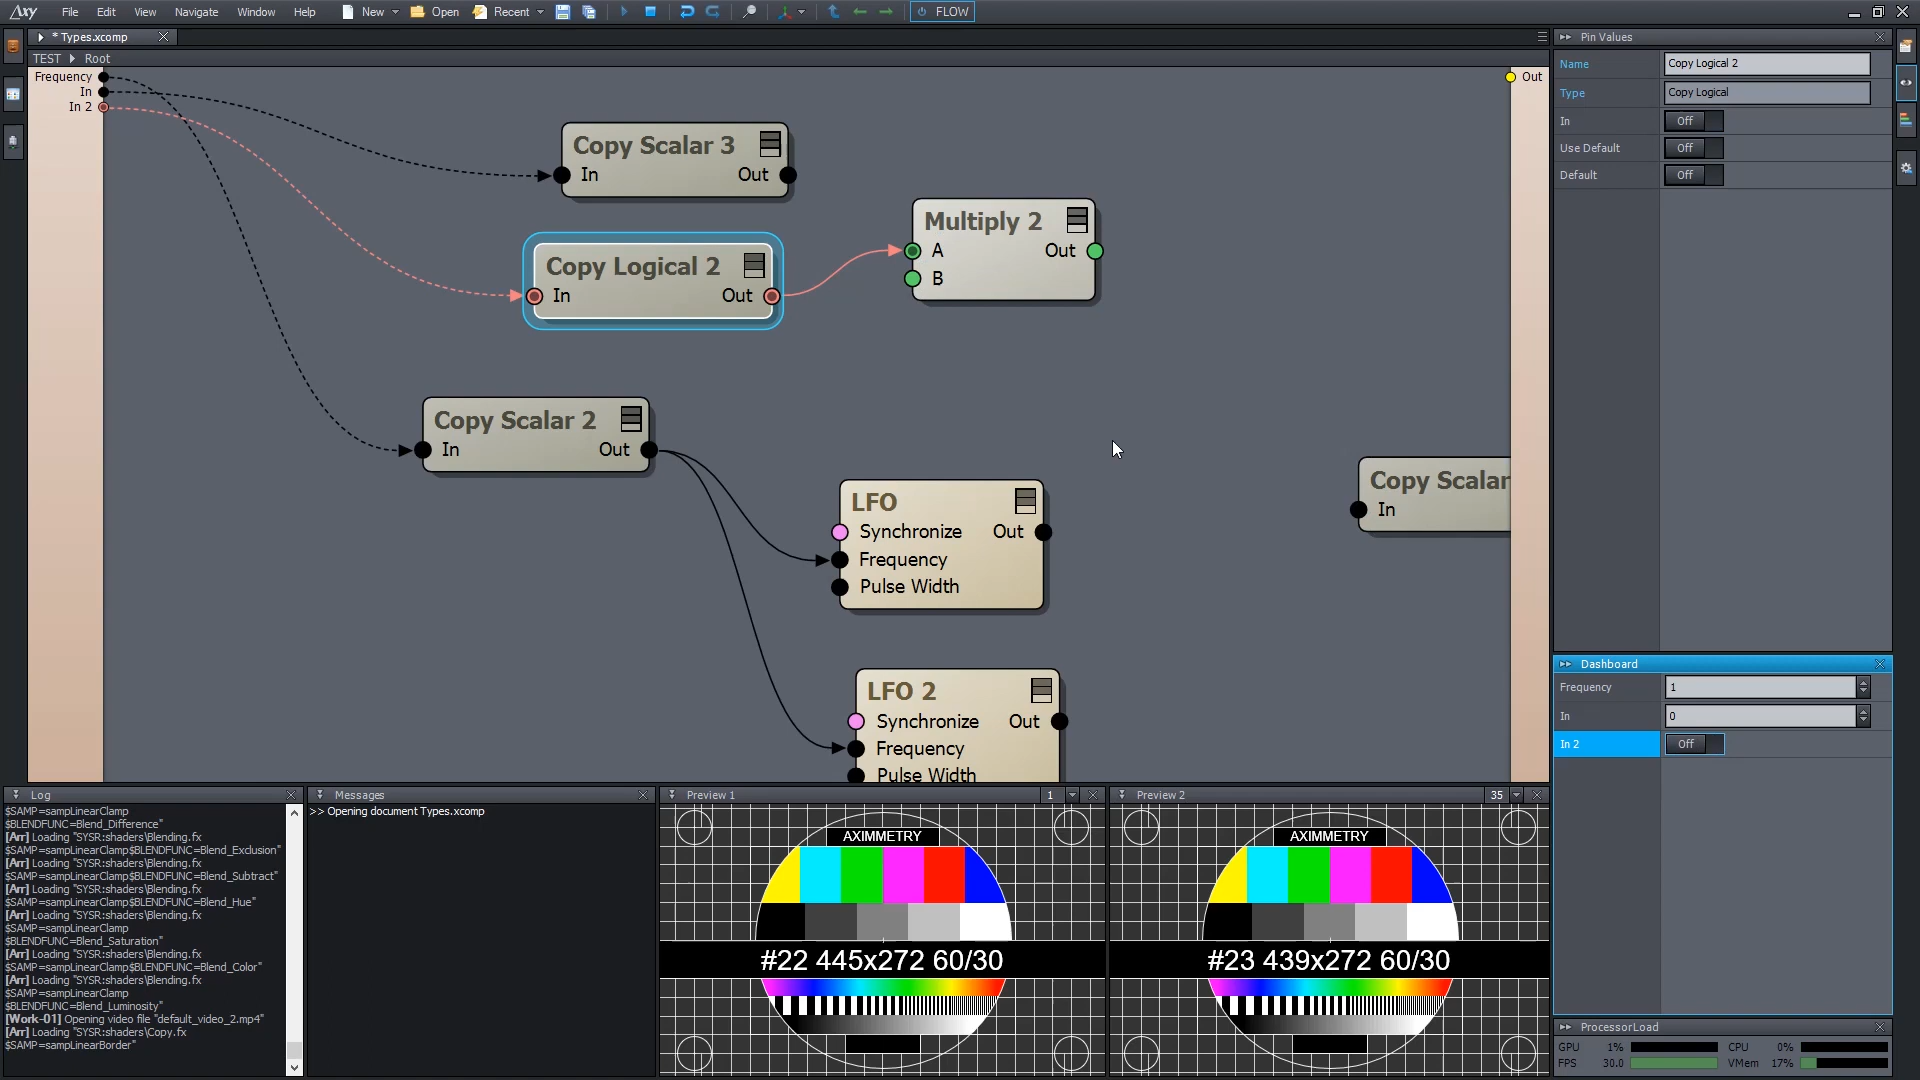 Axy File Edit View Navigate Window Help New Open Recent FLOW
* Types.xcomp
TEST Root
Frequency
In
In 2
Out
Copy Scalar 3
In Out
Copy Logical 2
In Out
Multiply 2
A Out
B
Copy Scalar 2
In Out
LFO
Synchronize Out
Frequency
Pulse Width
LFO 2
Synchronize Out
Frequency
Pulse Width
Copy Scalar
In
Pin Values
Name Copy Logical 2
Type Copy Logical
In Off
Use Default Off
Default Off
Dashboard
Frequency 1
In 0
In 2 Off
Log
$SAMP=sampLinearClamp
$BLENDFUNC=Blend_Difference"
[Arr] Loading "SYSR:shaders\Blending.fx
$SAMP=sampLinearClamp$BLENDFUNC=Blend_Exclusion"
[Arr] Loading "SYSR:shaders\Blending.fx
$SAMP=sampLinearClamp$BLENDFUNC=Blend_Subtract"
[Arr] Loading "SYSR:shaders\Blending.fx
$SAMP=sampLinearClamp$BLENDFUNC=Blend_Hue"
[Arr] Loading "SYSR:shaders\Blending.fx
$SAMP=sampLinearClamp
$BLENDFUNC=Blend_Saturation"
[Arr] Loading "SYSR:shaders\Blending.fx
$SAMP=sampLinearClamp$BLENDFUNC=Blend_Color"
[Arr] Loading "SYSR:shaders\Blending.fx
$SAMP=sampLinearClamp
$BLENDFUNC=Blend_Luminosity"
[Work-01] Opening video file "default_video_2.mp4"
[Arr] Loading "SYSR:shaders\Copy.fx
$SAMP=sampLinearBorder"
Messages
>> Opening document Types.xcomp
Preview 1 1
AXIMMETRY
#22 445x272 60/30
Preview 2 35
AXIMMETRY
#23 439x272 60/30
ProcessorLoad
GPU 1% CPU 0%
FPS 30.0 VMem 17%